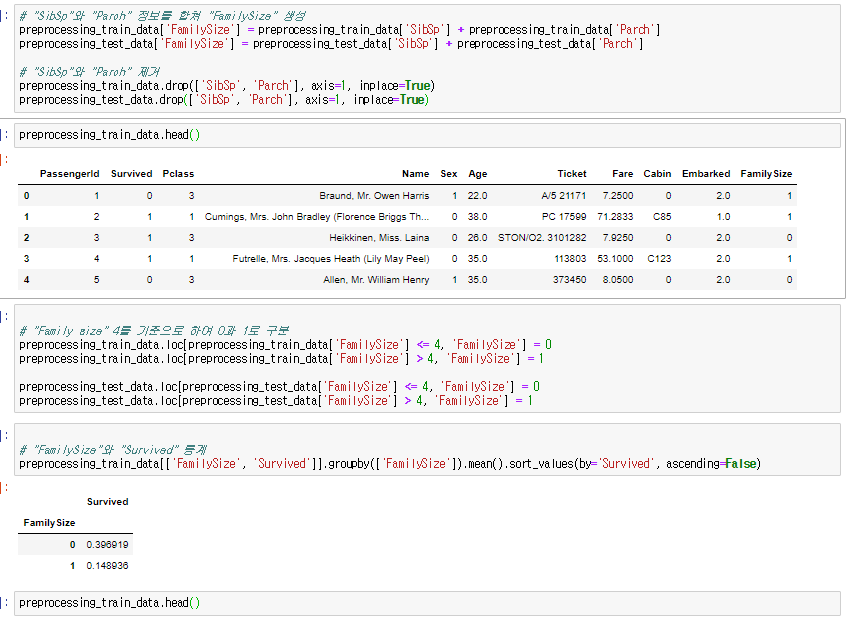 # "SibSp"와 "Parch" 정보를 합쳐 "FamilySize" 생성
preprocessing_train_data['FamilySize'] = preprocessing_train_data['SibSp'] + preprocessing_train_data['Parch']
preprocessing_test_data['FamilySize'] = preprocessing_test_data['SibSp'] + preprocessing_test_data['Parch']
# "SibSp"와 "Parch" 제거
preprocessing_train_data.drop(['SibSp', 'Parch'], axis=1, inplace=True)
preprocessing_test_data.drop(['SibSp', 'Parch'], axis=1, inplace=True)
preprocessing_train_data.head()
PassengerId Survived Pclass Name Sex Age Ticket Fare Cabin Embarked FamilySize
0 1 0 3 Braund, Mr. Owen Harris 1 22.0 A/5 21171 7.2500 0 2.0 1
1 2 1 1 Cumings, Mrs. John Bradley (Florence Briggs Th... 0 38.0 PC 17599 71.2833 C85 1.0 1
2 3 1 3 Heikkinen, Miss. Laina 0 26.0 STON/O2. 3101282 7.9250 0 2.0 0
3 4 1 1 Futrelle, Mrs. Jacques Heath (Lily May Peel) 0 35.0 113803 53.1000 C123 2.0 1
4 5 0 3 Allen, Mr. William Henry 1 35.0 373450 8.0500 0 2.0 0
# "Family size" 4를 기준으로 하여 0과 1로 구분
preprocessing_train_data.loc[preprocessing_train_data['FamilySize'] <= 4, 'FamilySize'] = 0
preprocessing_train_data.loc[preprocessing_train_data['FamilySize'] > 4, 'FamilySize'] = 1
preprocessing_test_data.loc[preprocessing_test_data['FamilySize'] <= 4, 'FamilySize'] = 0
preprocessing_test_data.loc[preprocessing_test_data['FamilySize'] > 4, 'FamilySize'] = 1
# "FamilySize"와 "Survived" 통계
preprocessing_train_data[['FamilySize', 'Survived']].groupby(['FamilySize']).mean().sort_values(by='Survived', ascending=False)
Survived
FamilySize
0 0.396919
1 0.148936
preprocessing_train_data.head()